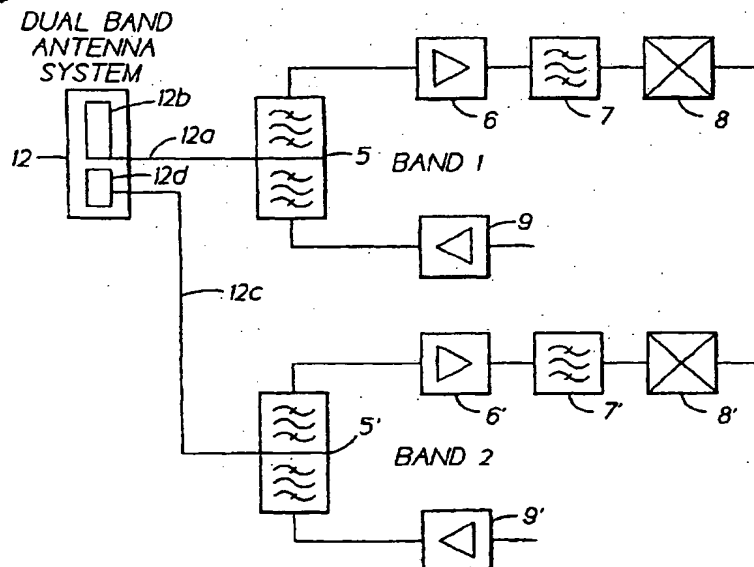 DUAL BAND
ANTENNA
SYSTEM
12b
12a
12
12d
12c
5
BAND 1
6
7
8
9
5'
BAND 2
6'
7'
8'
9'